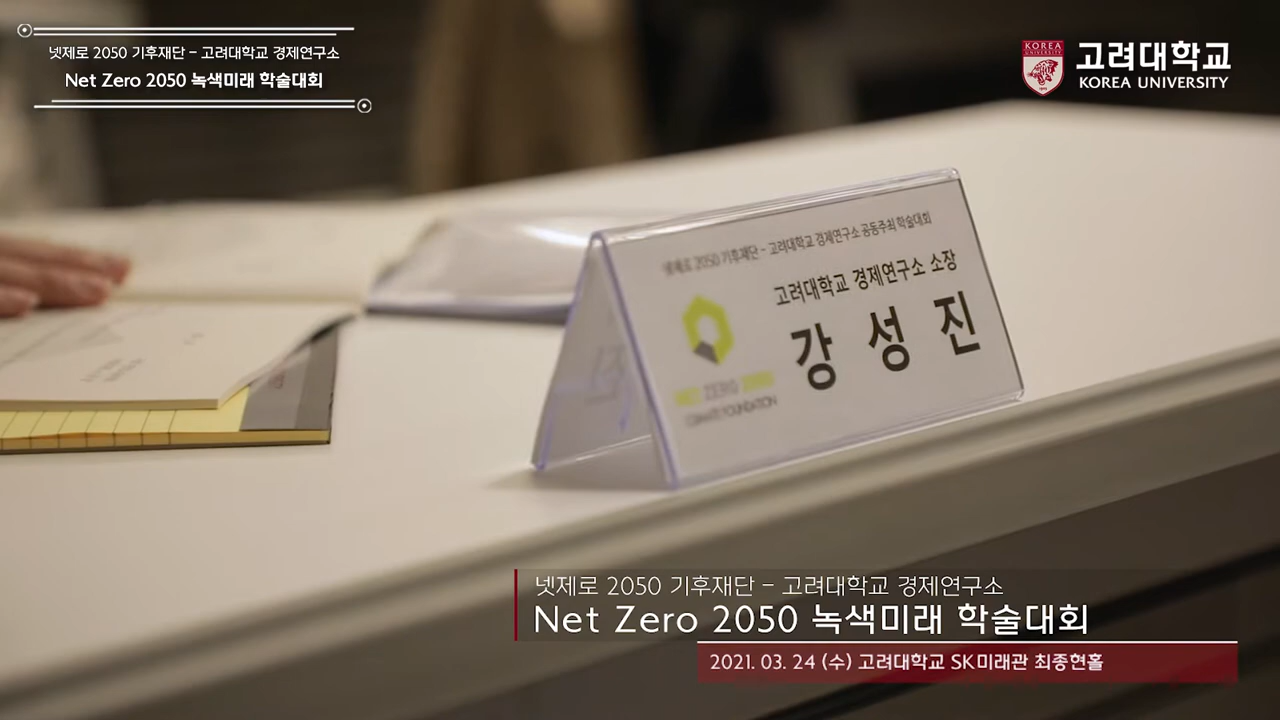 넷제로 2050 기후재단 - 고려대학교 경제연구소
Net Zero 2050 녹색미래 학술대회
KOREA
UNIVERSITY
고려대학교
KOREA UNIVERSITY
넷제로 2050 기후재단 - 고려대학교 경제연구소 공동주최 학술대회
고려대학교 경제연구소 소장
강 성 진
ZERO
CLIMATE FOUNDATION
넷제로 2050 기후재단 - 고려대학교 경제연구소
Net Zero 2050 녹색미래 학술대회
2021. 03. 24 (수) 고려대학교 SK미래관 최종현홀